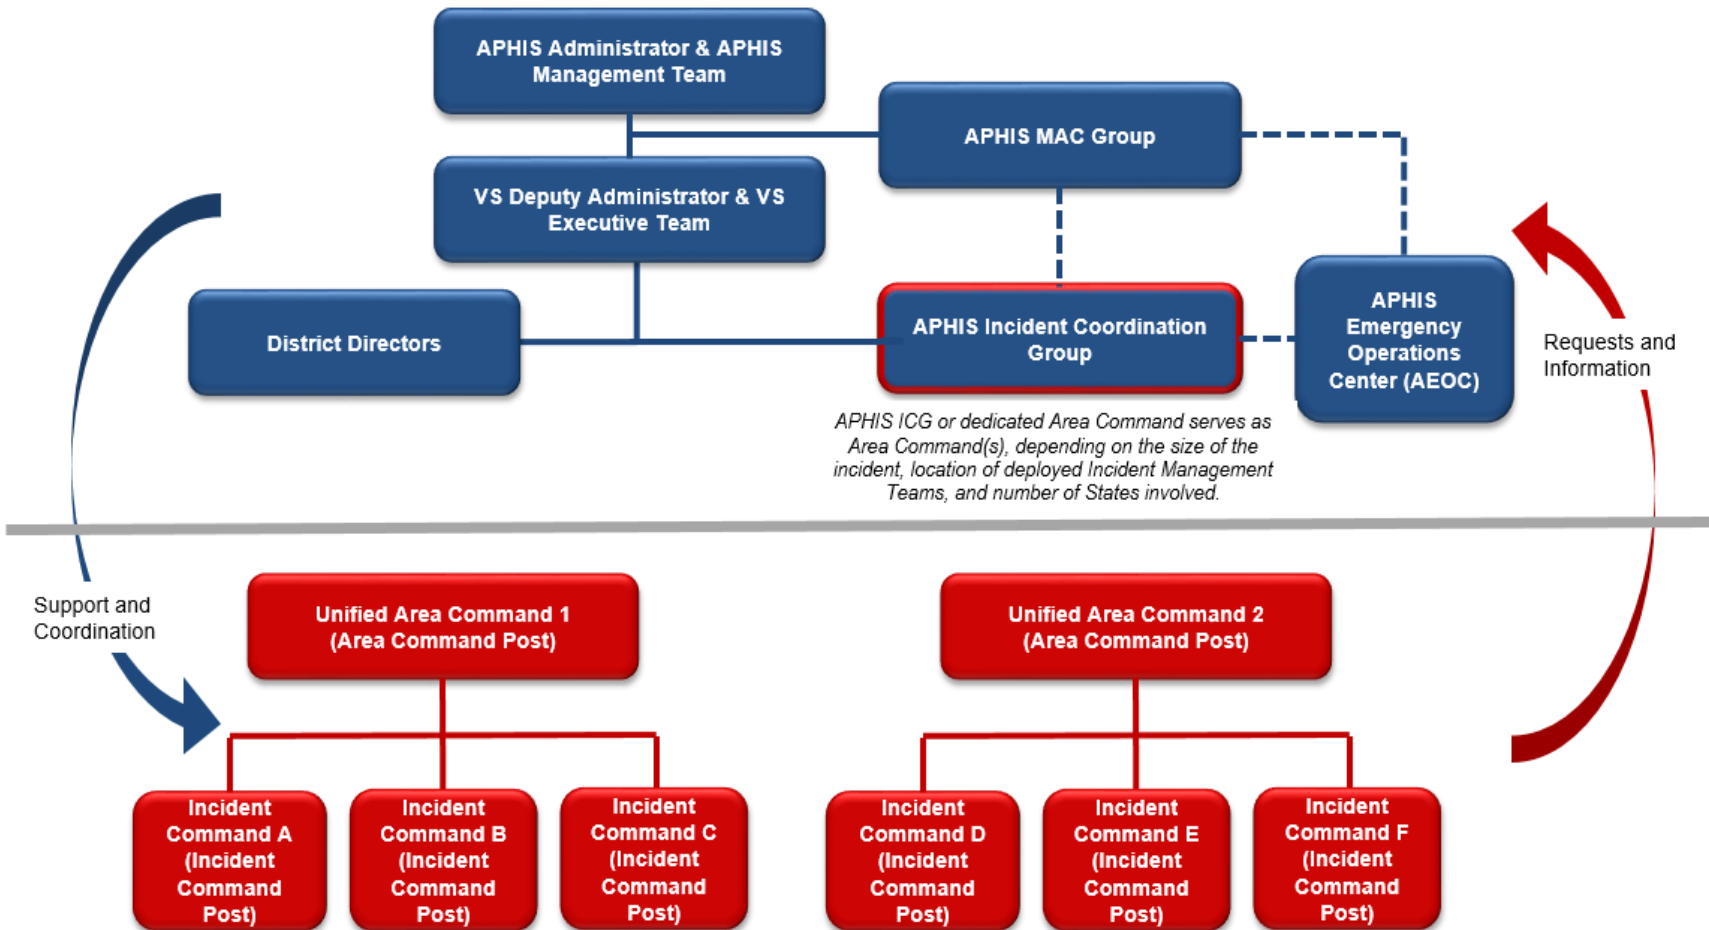 APHIS Administrator & APHIS
Management Team
APHIS MAC Group
VS Deputy Administrator & VS
Executive Team
District Directors
APHIS Incident Coordination
Group
APHIS
Emergency
Operations
Center (AEOC)
Requests and
Information
APHIS ICG or dedicated Area Command serves as
Area Command(s), depending on the size of the
incident, location of deployed Incident Management
Teams, and number of States involved.
Support and
Coordination
Unified Area Command 1
(Area Command Post)
Unified Area Command 2
(Area Command Post)
Incident
Command A
(Incident
Command
Post)
Incident
Command B
(Incident
Command
Post)
Incident
Command C
(Incident
Command
Post)
Incident
Command D
(Incident
Command
Post)
Incident
Command E
(Incident
Command
Post)
Incident
Command F
(Incident
Command
Post)